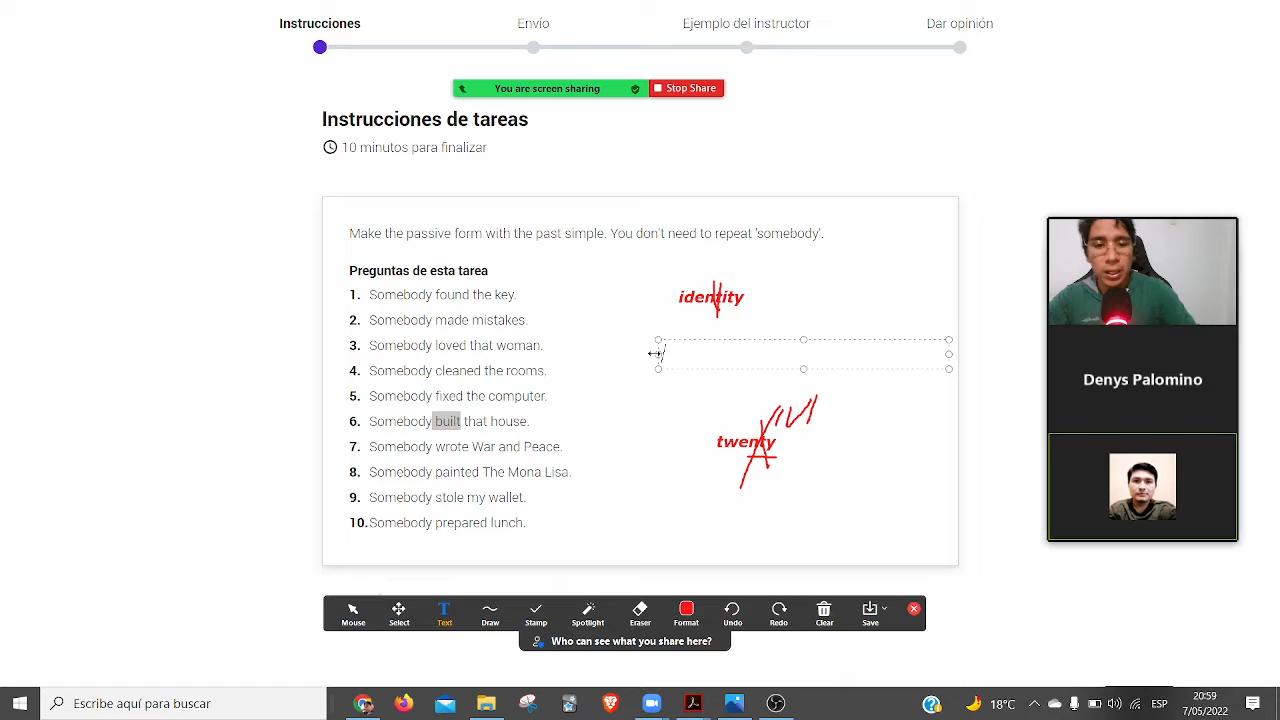 Instrucciones
Envío
Ejemplo del instructor
Dar opinión
You are screen sharing
Stop Share
Instrucciones de tareas
10 minutos para finalizar
Make the passive form with the past simple. You don't need to repeat 'somebody'.
Preguntas de esta tarea
1. Somebody found the key.
2. Somebody made mistakes.
3. Somebody loved that woman.
4. Somebody cleaned the rooms.
5. Somebody fixed the computer.
6. Somebody built that house.
7. Somebody wrote War and Peace.
8. Somebody painted The Mona Lisa.
9. Somebody stole my wallet.
10. Somebody prepared lunch.
identity
twenty
Denys Palomino
Mouse
Select
Text
Draw
Stamp
Spotlight
Eraser
Format
Undo
Redo
Clear
Save
Who can see what you share here?
Escribe aquí para buscar
18°C
ESP
20:59
7/05/2022